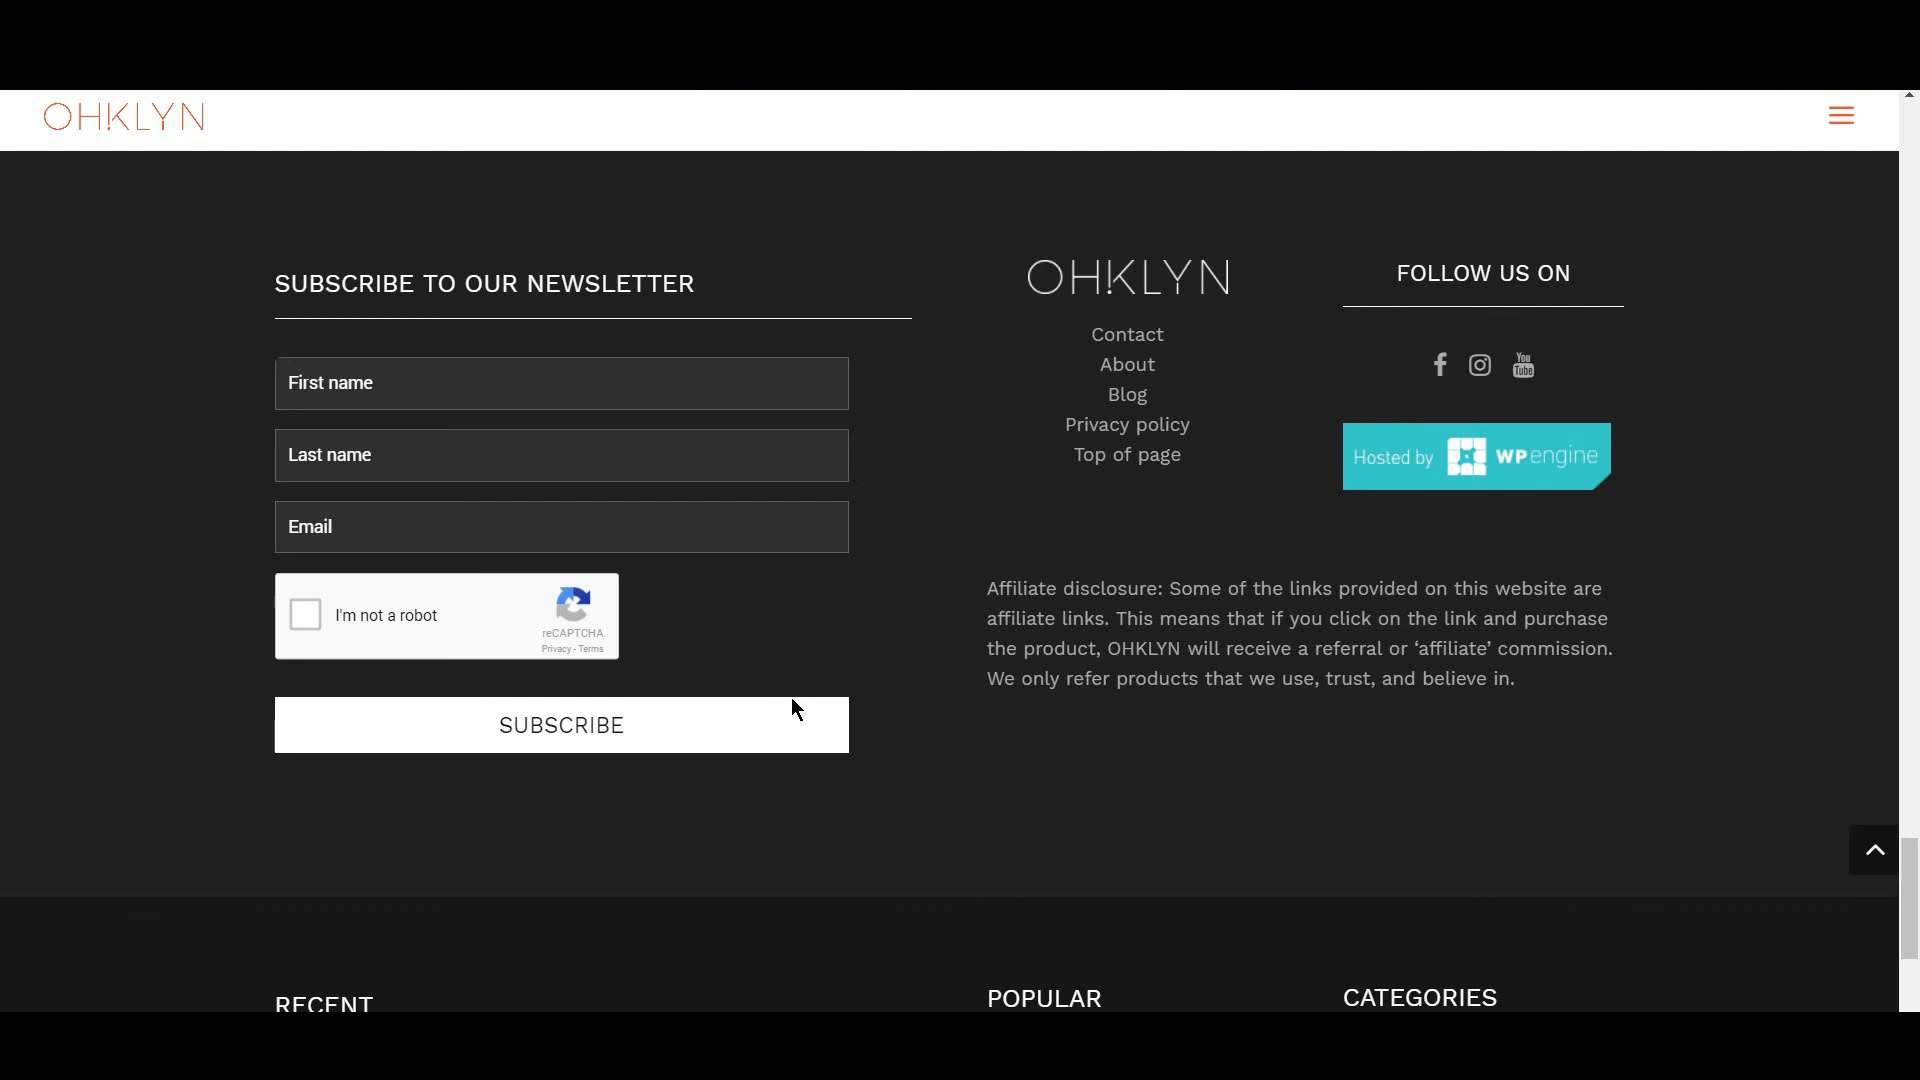 OHKLYN
SUBSCRIBE TO OUR NEWSLETTER
First name
Last name
Email
I'm not a robot
reCAPTCHA
Privacy - Terms
SUBSCRIBE
OHKLYN
Contact
About
Blog
Privacy policy
Top of page
FOLLOW US ON
You
Tube
Hosted by WP engine
Affiliate disclosure: Some of the links provided on this website are
affiliate links. This means that if you click on the link and purchase
the product, OHKLYN will receive a referral or ‘affiliate’ commission.
We only refer products that we use, trust, and believe in.
RECENT
POPULAR
CATEGORIES